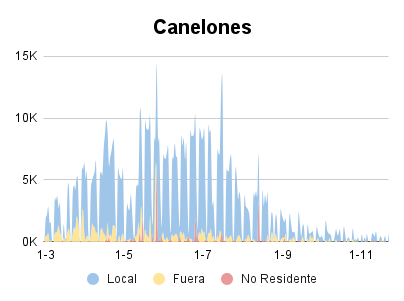 Canelones
15K
10K
5K
0K
1-3 1-5 1-7 1-9 1-11
Local Fuera No Residente